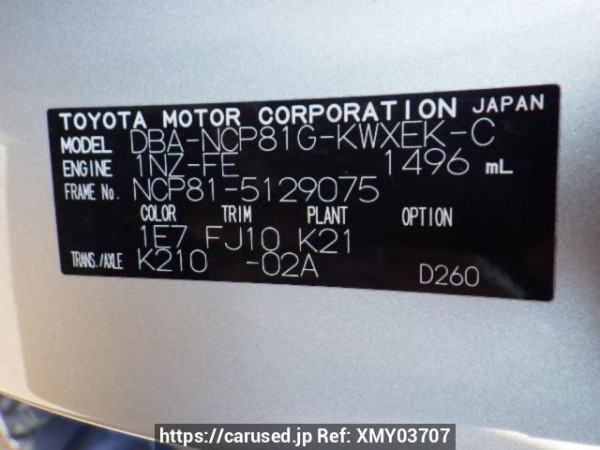 TOYOTA MOTOR CORPORATION JAPAN
MODEL DBA-NCP81G-KWXEK-C
ENGINE 1NZ-FE 1496 mL
FRAME No. NCP81-5129075
COLOR TRIM PLANT OPTION
1E7 FJ10 K21
TRANS./AXLE K210 -02A D260
https://carused.jp Ref: XMY03707